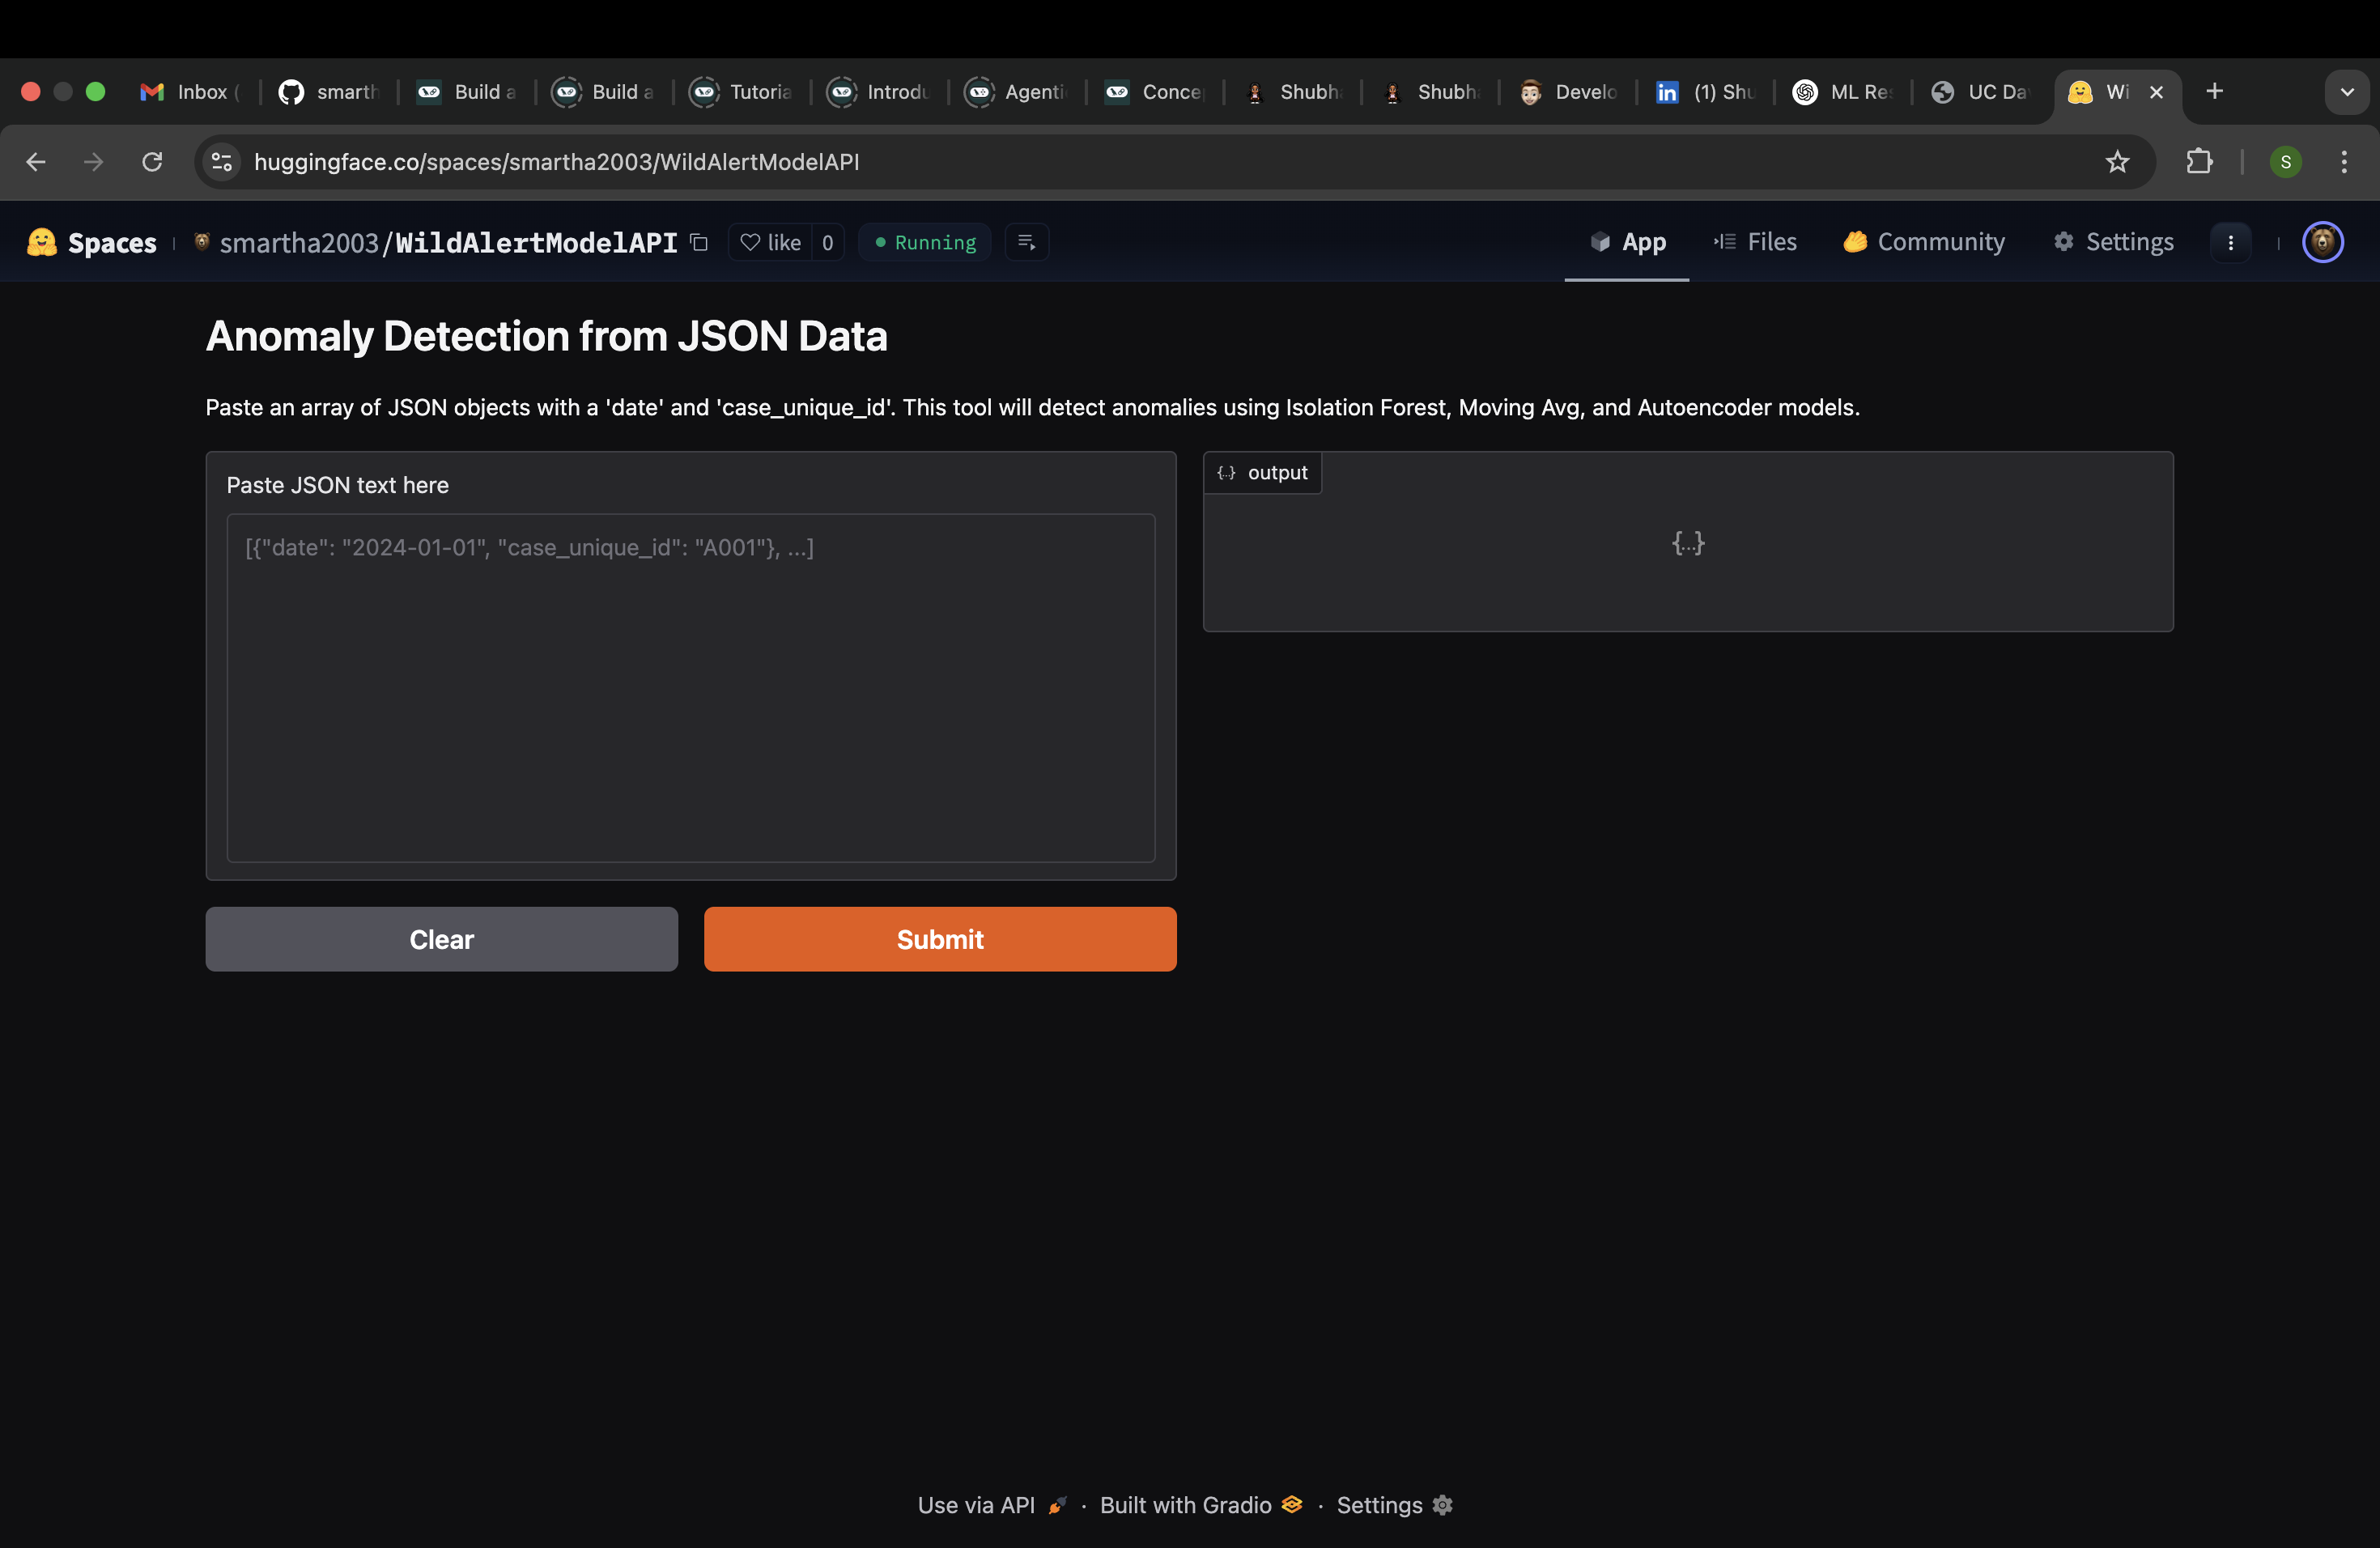 Inbox (
smarth
Build a
Build a
Tutoria
Introdu
Agenti
Concep
Shubh
Shubh
Develo
in (1) Shu
ML Res
UC Da
Wi
huggingface.co/spaces/smartha2003/WildAlertModelAPI
S
Spaces
smartha2003/WildAlertModelAPI
like 0
Running
App
Files
Community
Settings
Anomaly Detection from JSON Data
Paste an array of JSON objects with a 'date' and 'case_unique_id'. This tool will detect anomalies using Isolation Forest, Moving Avg, and Autoencoder models.
Paste JSON text here
[{"date": "2024-01-01", "case_unique_id": "A001"}, ...]
{...} output
{...}
Clear
Submit
Use via API · Built with Gradio · Settings